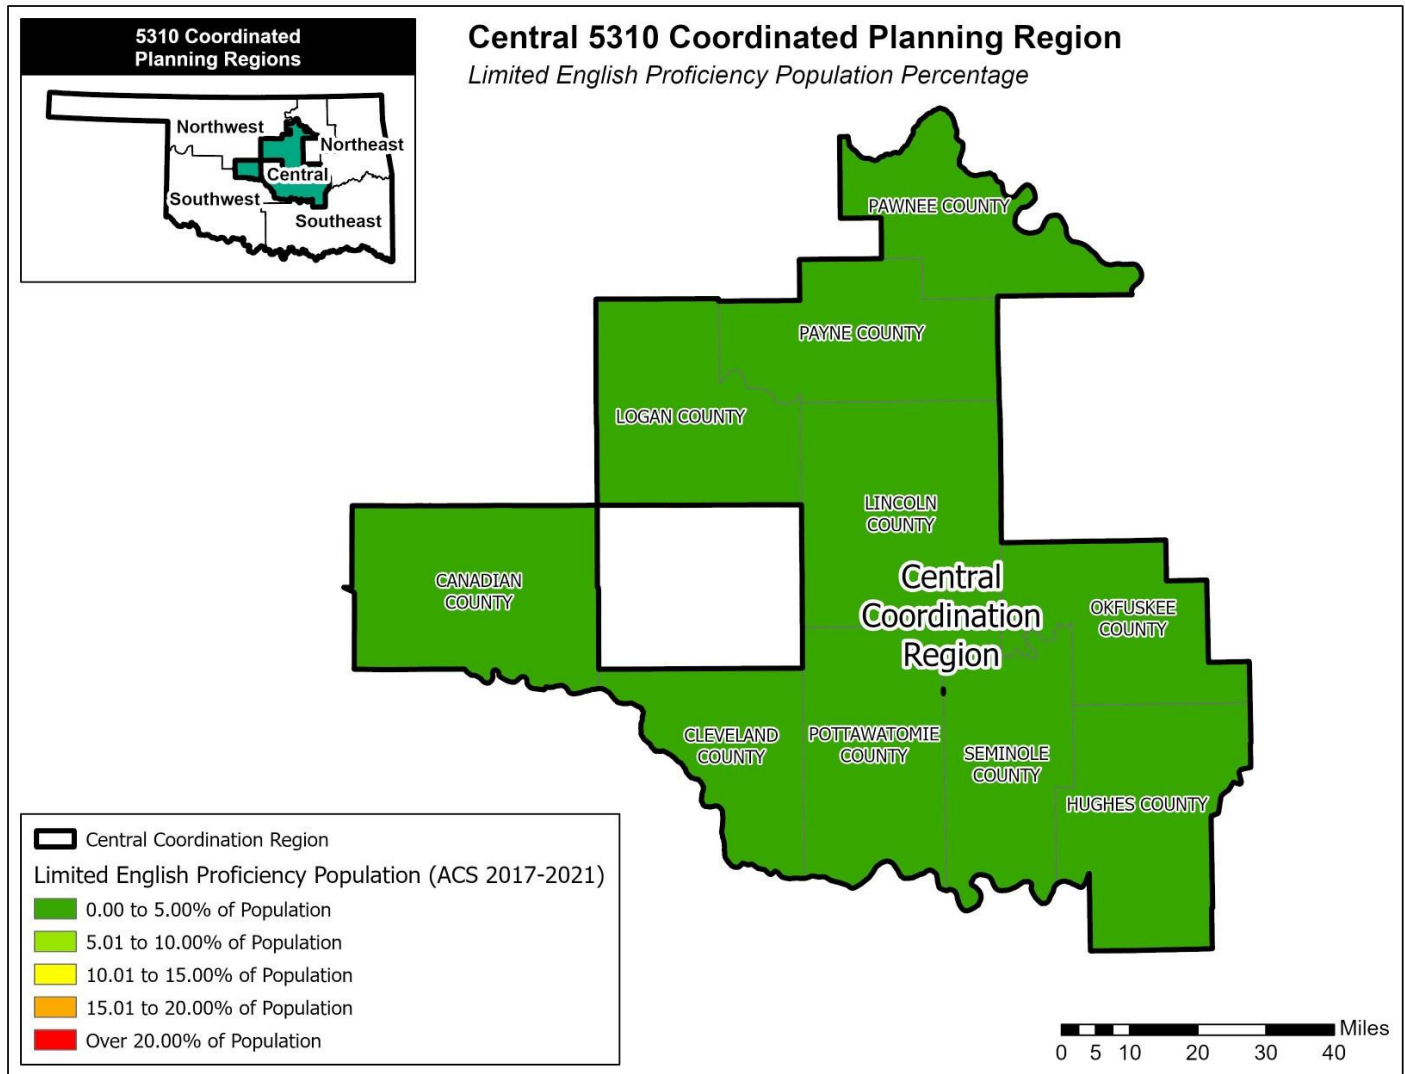 5310 Coordinated
Planning Regions
Northwest
Northeast
Central
Southwest
Southeast
Central 5310 Coordinated Planning Region
Limited English Proficiency Population Percentage
PAWNEE COUNTY
PAYNE COUNTY
LOGAN COUNTY
LINCOLN
COUNTY
CANADIAN
COUNTY
Central
Coordination
Region
OKFUSKEE
COUNTY
CLEVELAND
COUNTY
POTTAWATOMIE
COUNTY
SEMINOLE
COUNTY
HUGHES COUNTY
Central Coordination Region
Limited English Proficiency Population (ACS 2017-2021)
0.00 to 5.00% of Population
5.01 to 10.00% of Population
10.01 to 15.00% of Population
15.01 to 20.00% of Population
Over 20.00% of Population
Miles
0 5 10 20 30 40